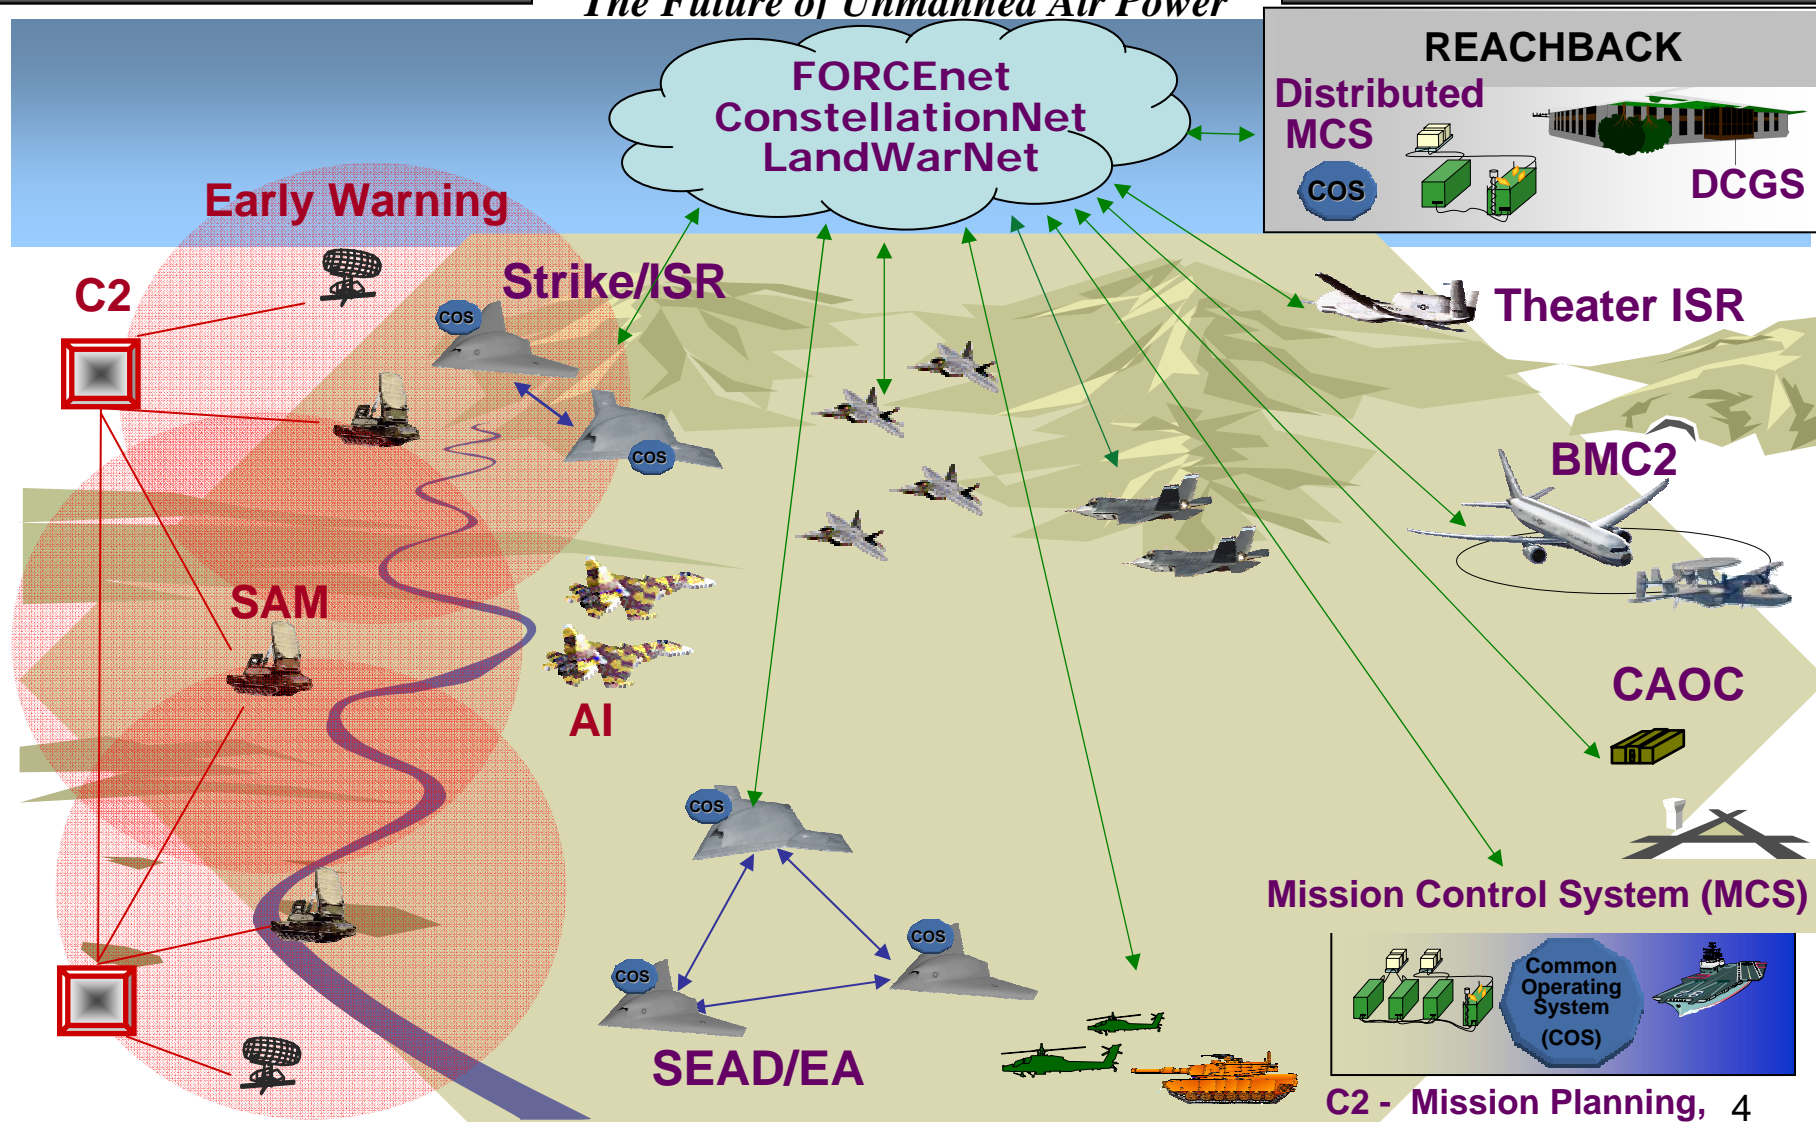 The Future of Unmanned Air Power
FORCEnet
ConstellationNet
LandWarNet
REACHBACK
Distributed
MCS
COS
DCGS
Early Warning
C2
Strike/ISR
COS
COS
Theater ISR
BMC2
SAM
AI
CAOC
COS
COS
COS
SEAD/EA
Mission Control System (MCS)
Common
Operating
System
(COS)
C2 - Mission Planning,
4